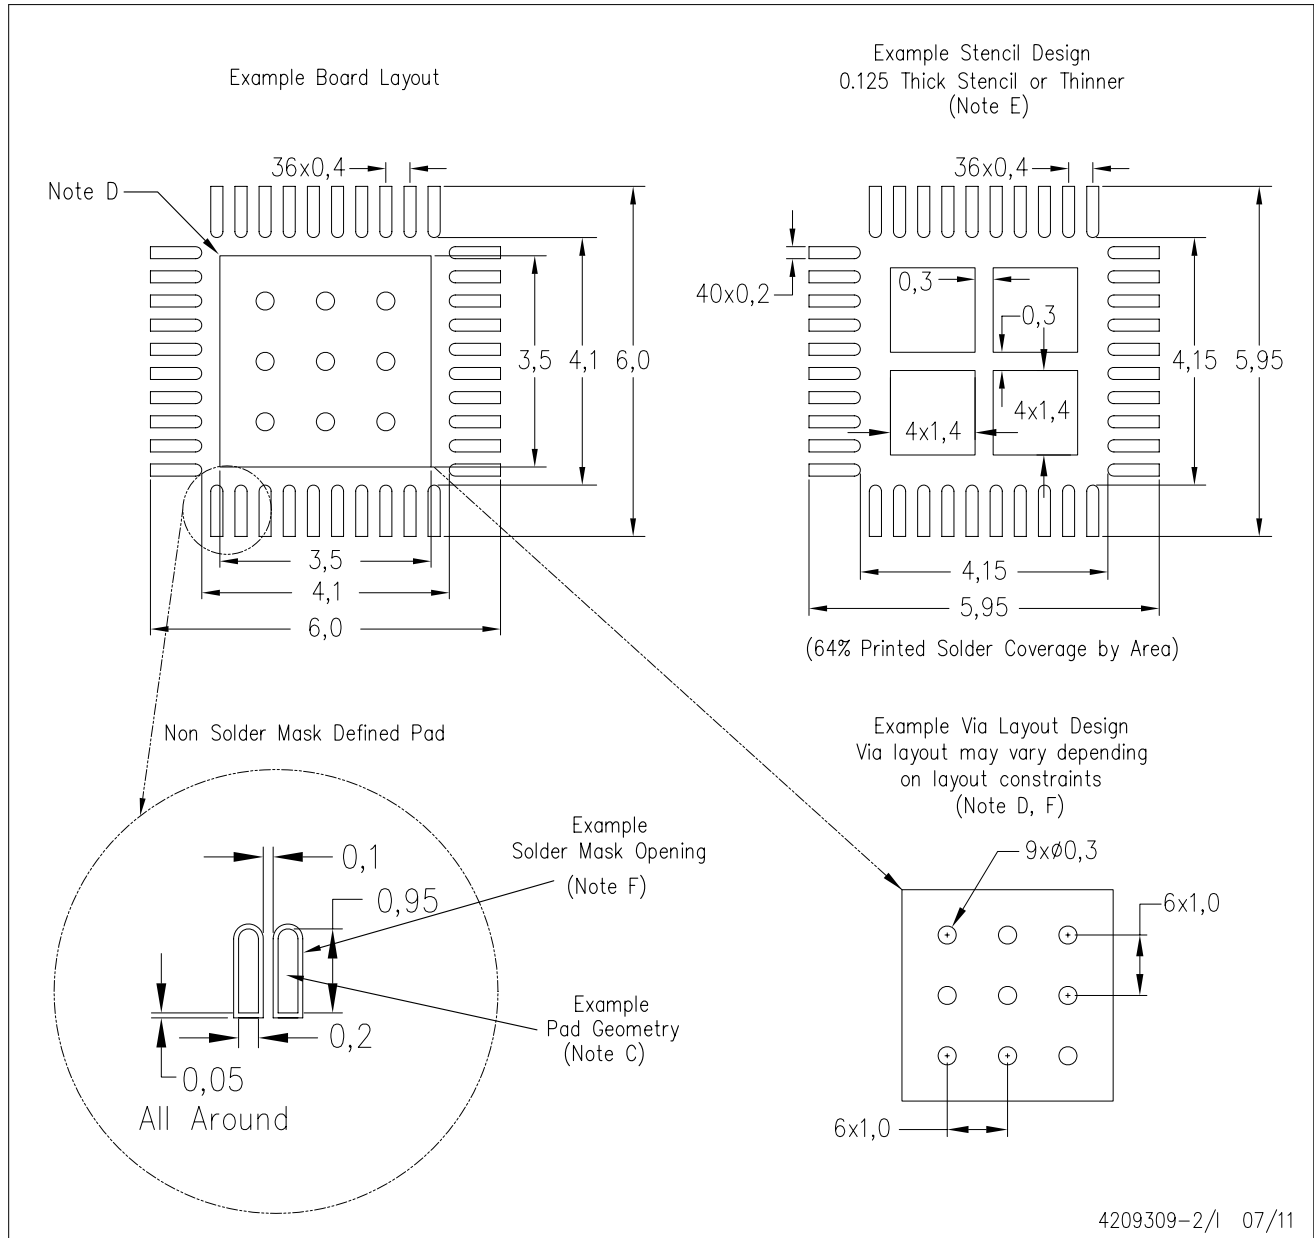 Example Board Layout
36x0,4
Note D
3,5
4,1
6,0
3,5
4,1
6,0
Example Stencil Design
0.125 Thick Stencil or Thinner
(Note E)
36x0,4
40x0,2
0,3
0,3
4x1,4
4x1,4
4,15
5,95
4,15
5,95
(64% Printed Solder Coverage by Area)
Non Solder Mask Defined Pad
0,1
0,95
0,2
0,05
All Around
Example
Solder Mask Opening
(Note F)
Example
Pad Geometry
(Note C)
Example Via Layout Design
Via layout may vary depending
on layout constraints
(Note D, F)
9xø0,3
6x1,0
6x1,0
4209309-2/I 07/11